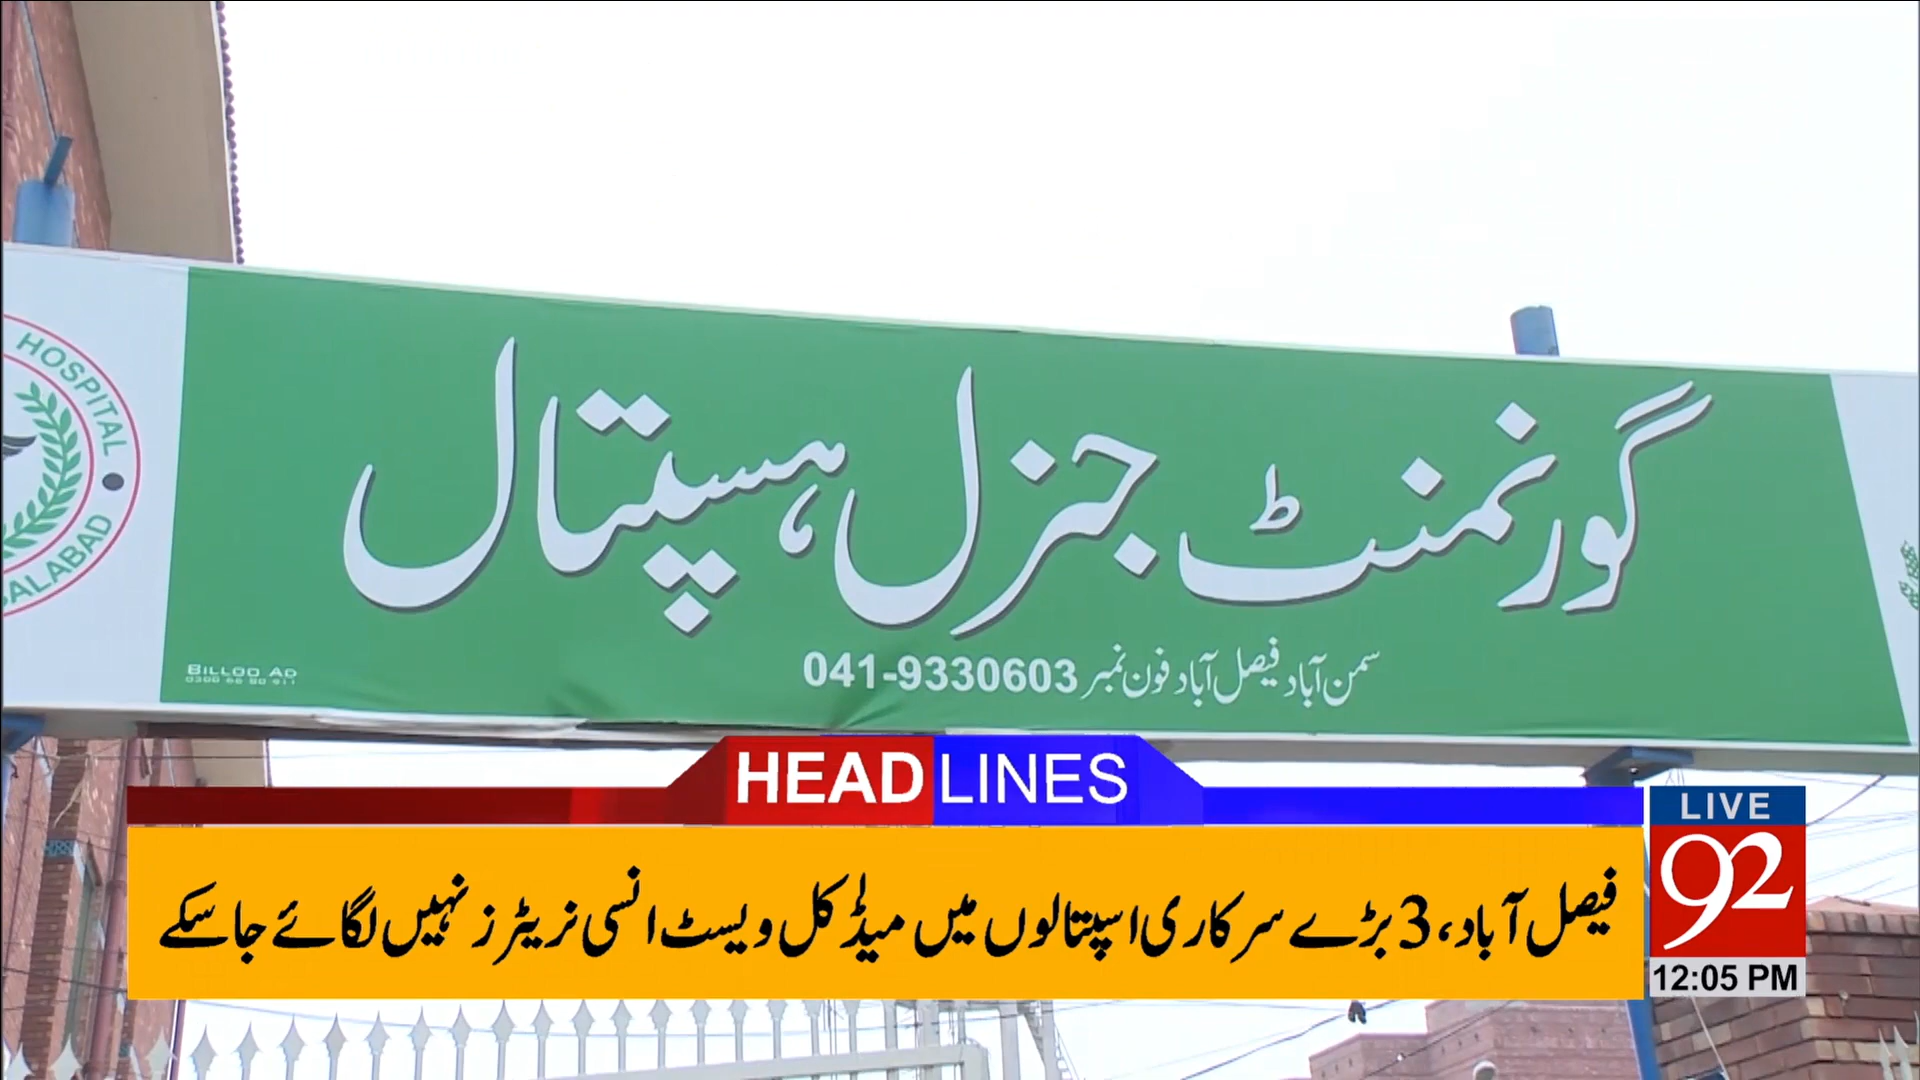 HOSPITAL
گورنمنٹ جنرل ہسپتال
سمن آباد فیصل آباد فون نمبر 041-9330603
BILLOO AD
HEADLINES
LIVE
92
12:05 PM
فیصل آباد، 3 بڑے سرکاری اسپتالوں میں میڈیکل ویسٹ انسی نریٹرز نہیں لگائے جا سکے